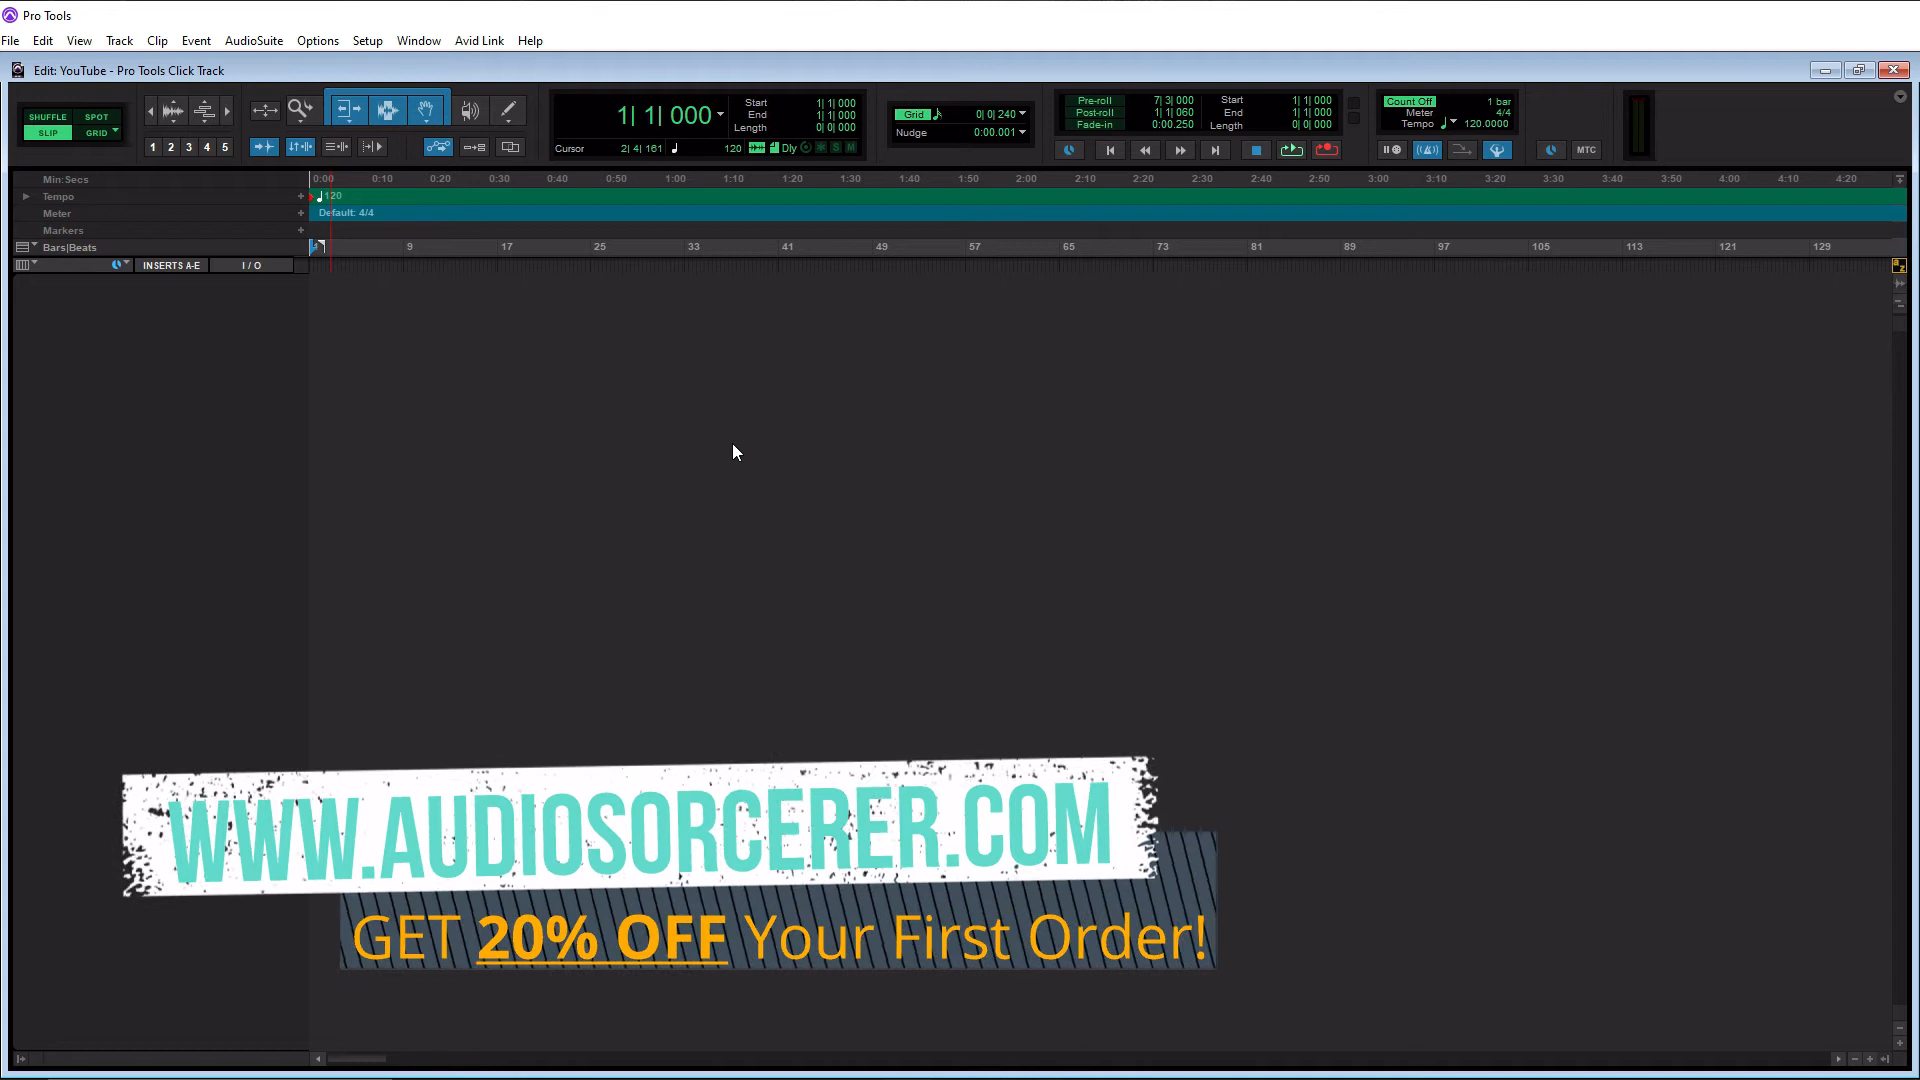 Pro Tools
File Edit View Track Clip Event AudioSuite Options Setup Window Avid Link Help
Edit: YouTube - Pro Tools Click Track
SHUFFLE SPOT
SLIP GRID
1 2 3 4 5
1| 1| 000
Start 1| 1| 000
End 1| 1| 000
Length 0| 0| 000
Cursor 2| 4| 161 120 Dly S M
Grid 0| 0| 240
Nudge 0:00.001
Pre-roll 7| 3| 000
Post-roll 1| 1| 060
Fade-in 0:00.250
Start 1| 1| 000
End 1| 1| 000
Length 0| 0| 000
Count Off 1 bar
Meter 4/4
Tempo 120.0000
MTC
Min:Secs 0:00 0:10 0:20 0:30 0:40 0:50 1:00 1:10 1:20 1:30 1:40 1:50 2:00 2:10 2:20 2:30 2:40 2:50 3:00 3:10 3:20 3:30 3:40 3:50 4:00 4:10 4:20
Tempo 120
Meter Default: 4/4
Markers
Bars|Beats 9 17 25 33 41 49 57 65 73 81 89 97 105 113 121 129
INSERTS A-E I / O
a z
WWW.AUDIOSORCERER.COM
GET 20% OFF Your First Order!